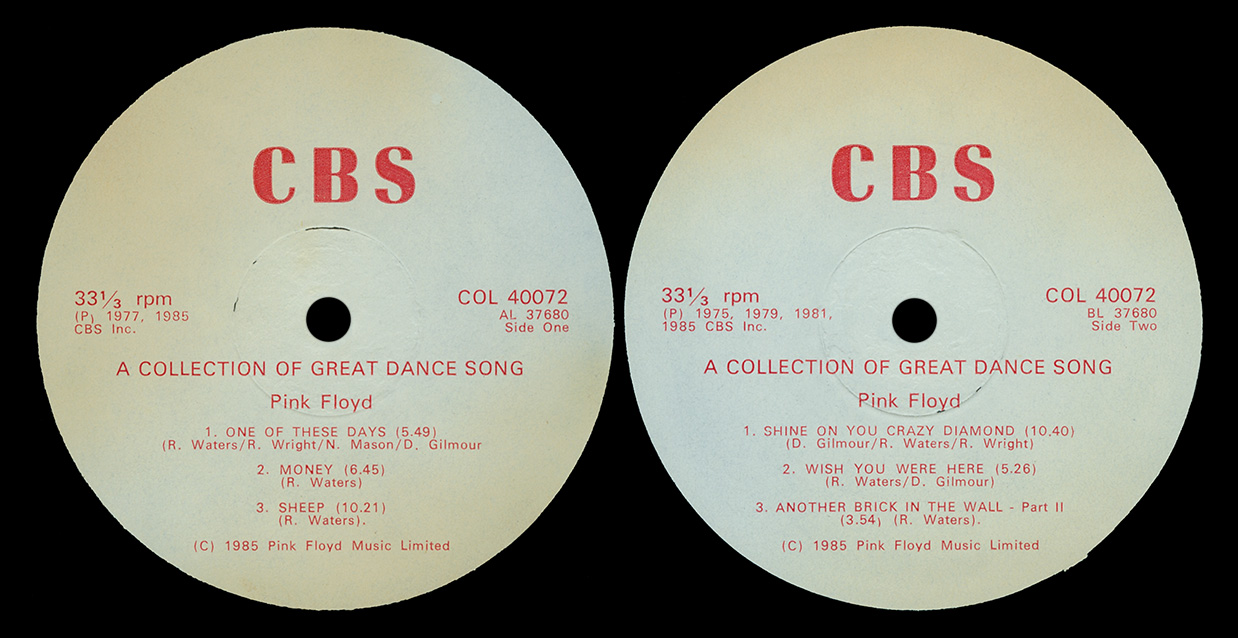 CBS
33⅓ rpm
(P) 1977, 1985
CBS Inc.
COL 40072
AL 37680
Side One
A COLLECTION OF GREAT DANCE SONG
Pink Floyd
1. ONE OF THESE DAYS (5.49)
(R. Waters/R. Wright/N. Mason/D. Gilmour
2. MONEY (6.45)
(R. Waters)
3. SHEEP (10.21)
(R. Waters).
(C) 1985 Pink Floyd Music Limited
CBS
33⅓ rpm
(P) 1975, 1979, 1981,
1985 CBS Inc.
COL 40072
BL 37680
Side Two
A COLLECTION OF GREAT DANCE SONG
Pink Floyd
1. SHINE ON YOU CRAZY DIAMOND (10.40)
(D. Gilmour/R. Waters/R. Wright)
2. WISH YOU WERE HERE (5.26)
(R. Waters/D. Gilmour)
3. ANOTHER BRICK IN THE WALL - Part II
(3.54) (R. Waters).
(C) 1985 Pink Floyd Music Limited